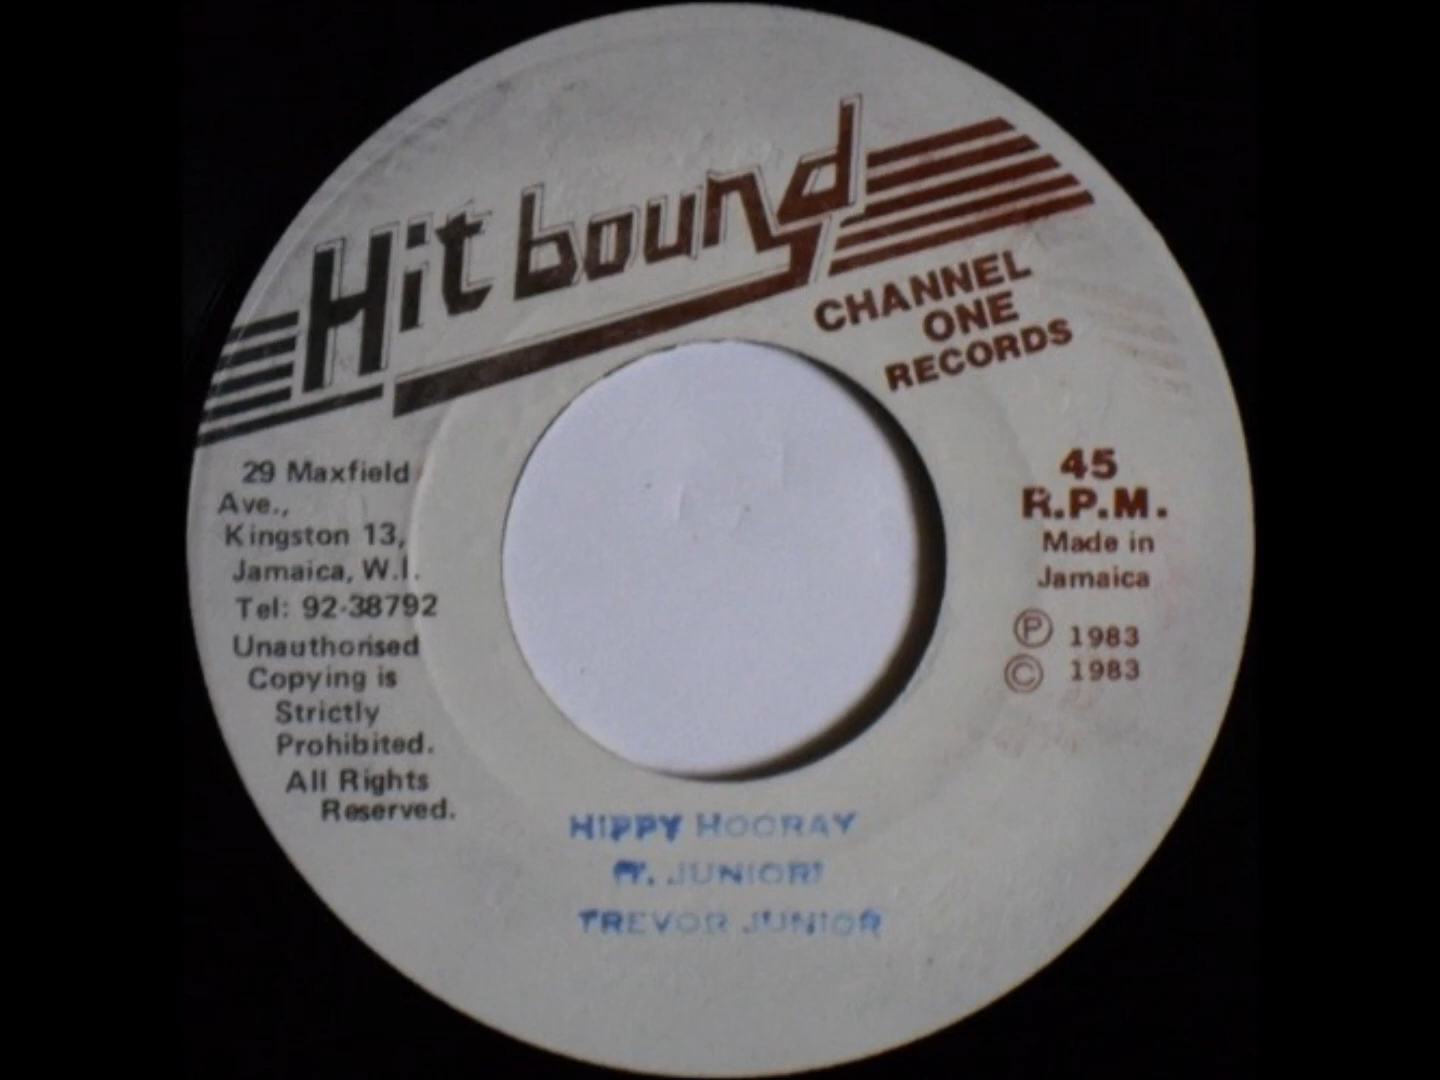 Hit bound
CHANNEL
ONE
RECORDS
29 Maxfield
Ave.,
Kingston 13,
Jamaica, W.I.
Tel: 92-38792
Unauthorised
Copying is
Strictly
Prohibited.
All Rights
Reserved.
45
R.P.M.
Made in
Jamaica
Ⓟ 1983
© 1983
HIPPY HOORAY
(T. JUNIOR)
TREVOR JUNIOR